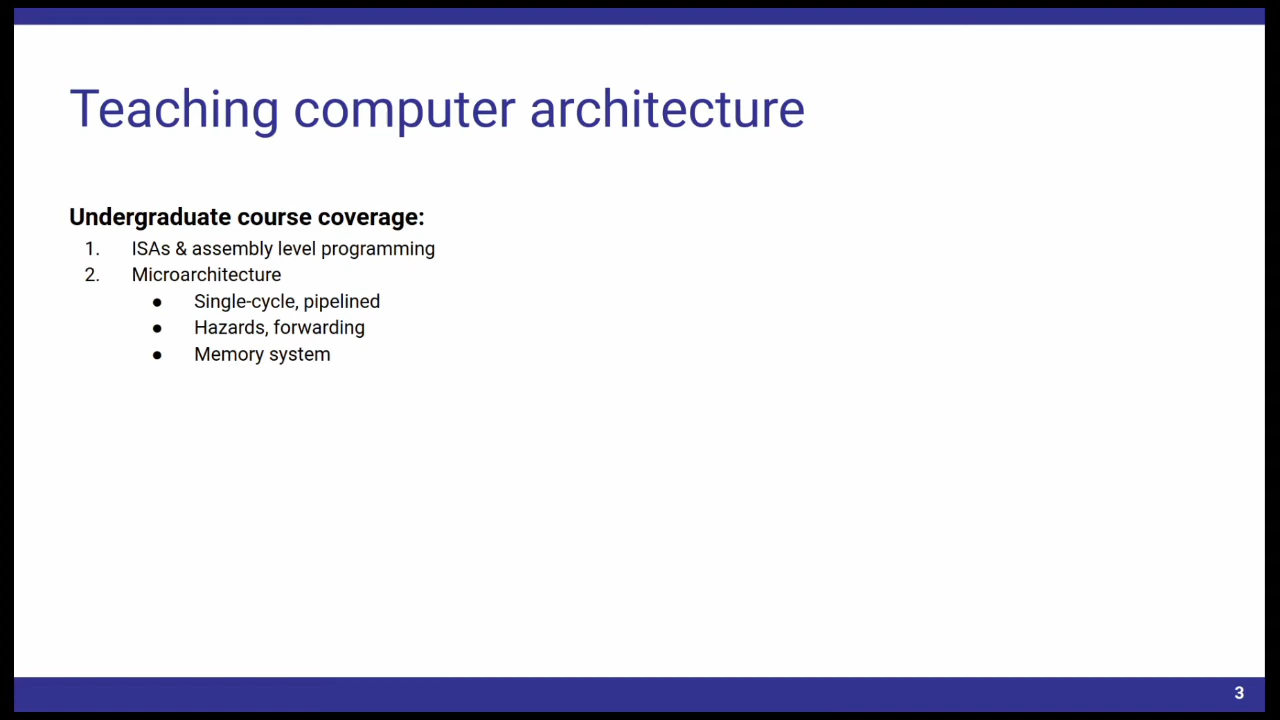 Teaching computer architecture
Undergraduate course coverage:
1. ISAs & assembly level programming
2. Microarchitecture
● Single-cycle, pipelined
● Hazards, forwarding
● Memory system
3